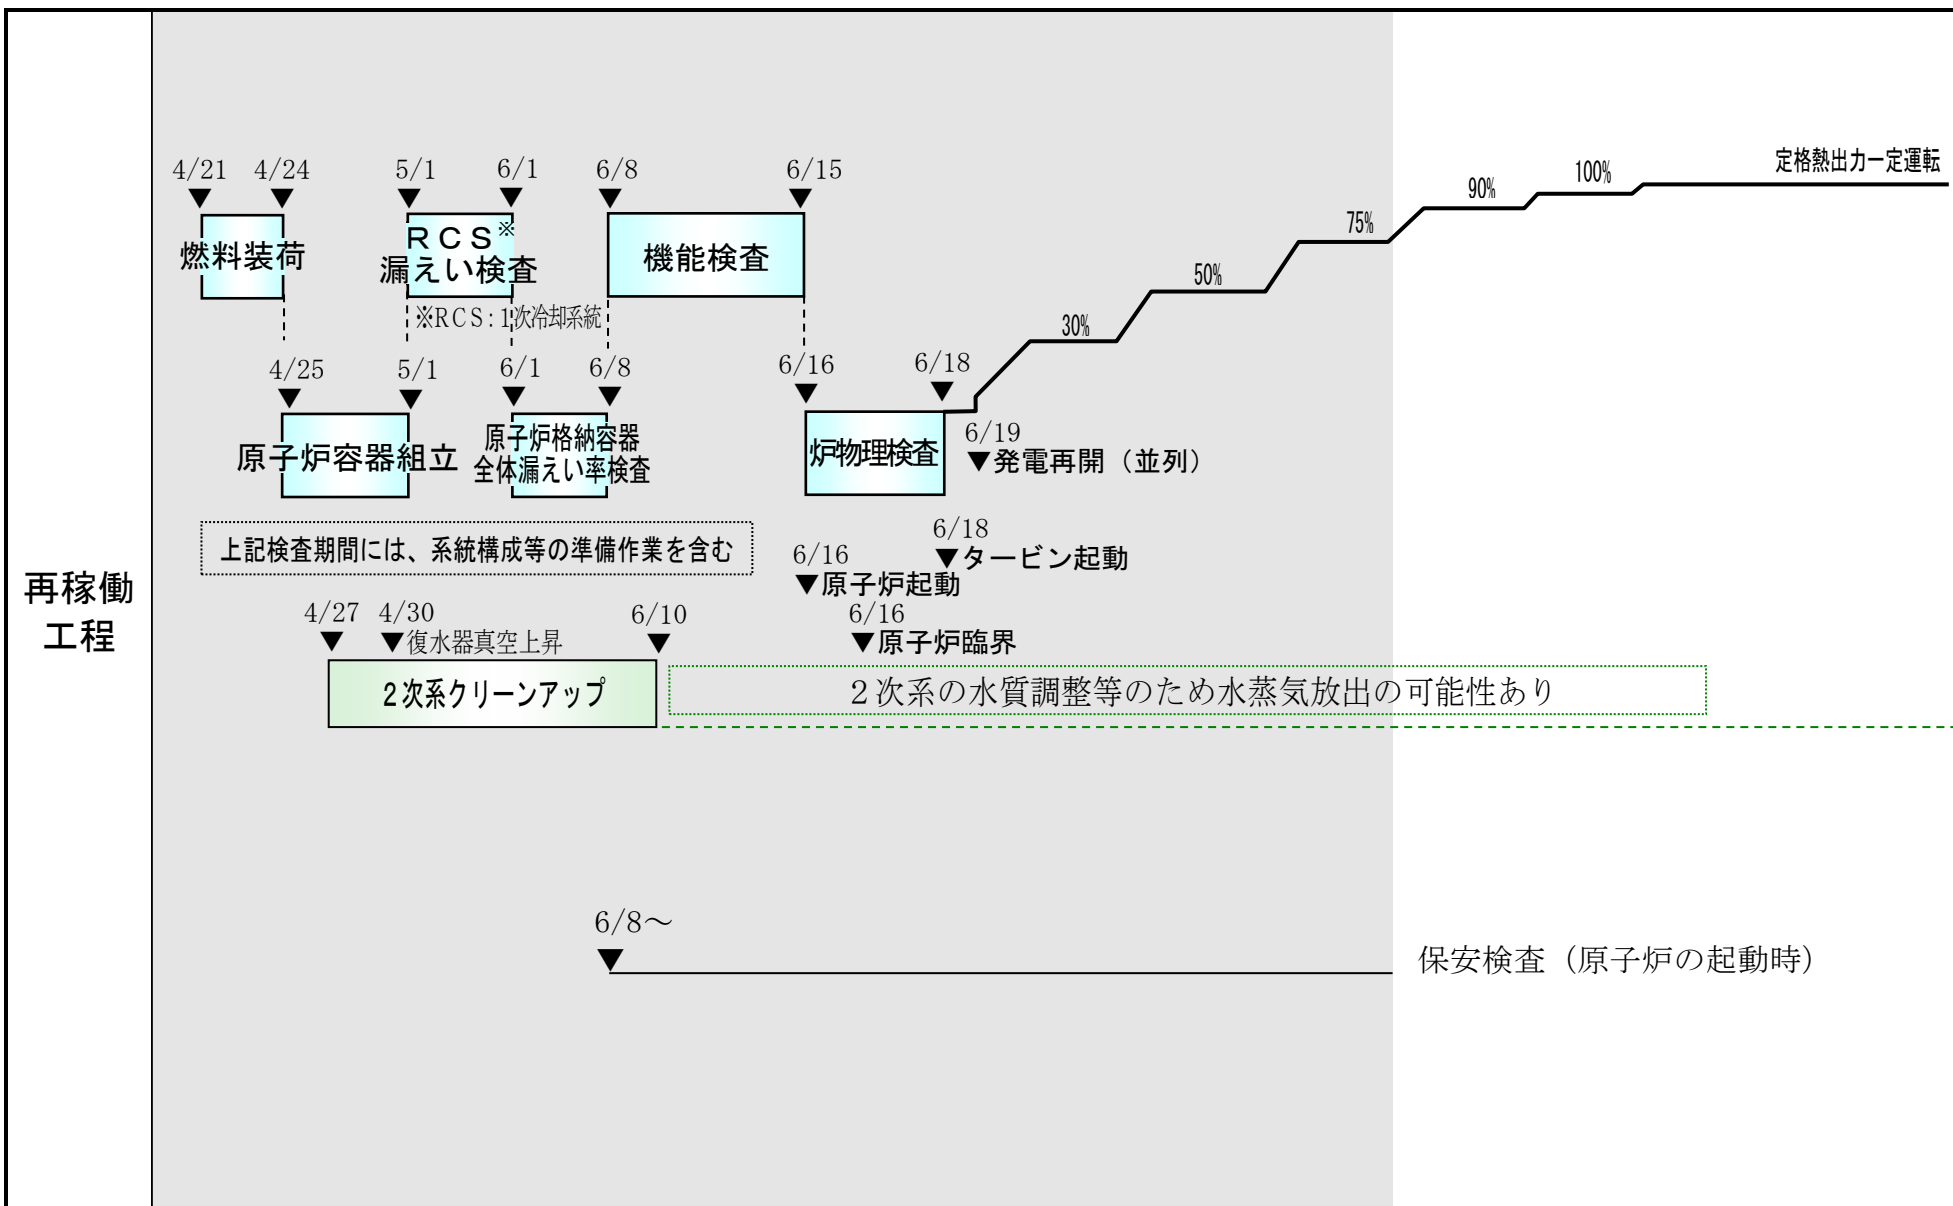 再稼働
工程
4/21 4/24 5/1 6/1 6/8 6/15
燃料装荷
RCS※
漏えい検査
※RCS:1次冷却系統
機能検査
4/25 5/1 6/1 6/8 6/16 6/18
原子炉容器組立
原子炉格納容器
全体漏えい率検査
炉物理検査
30%
50%
75%
90%
100%
定格熱出力一定運転
6/19
▼発電再開（並列）
上記検査期間には、系統構成等の準備作業を含む
6/18
▼タービン起動
6/16
▼原子炉起動
6/16
▼原子炉臨界
4/27 4/30 6/10
▼復水器真空上昇
2次系クリーンアップ
2次系の水質調整等のため水蒸気放出の可能性あり
6/8～
保安検査（原子炉の起動時）